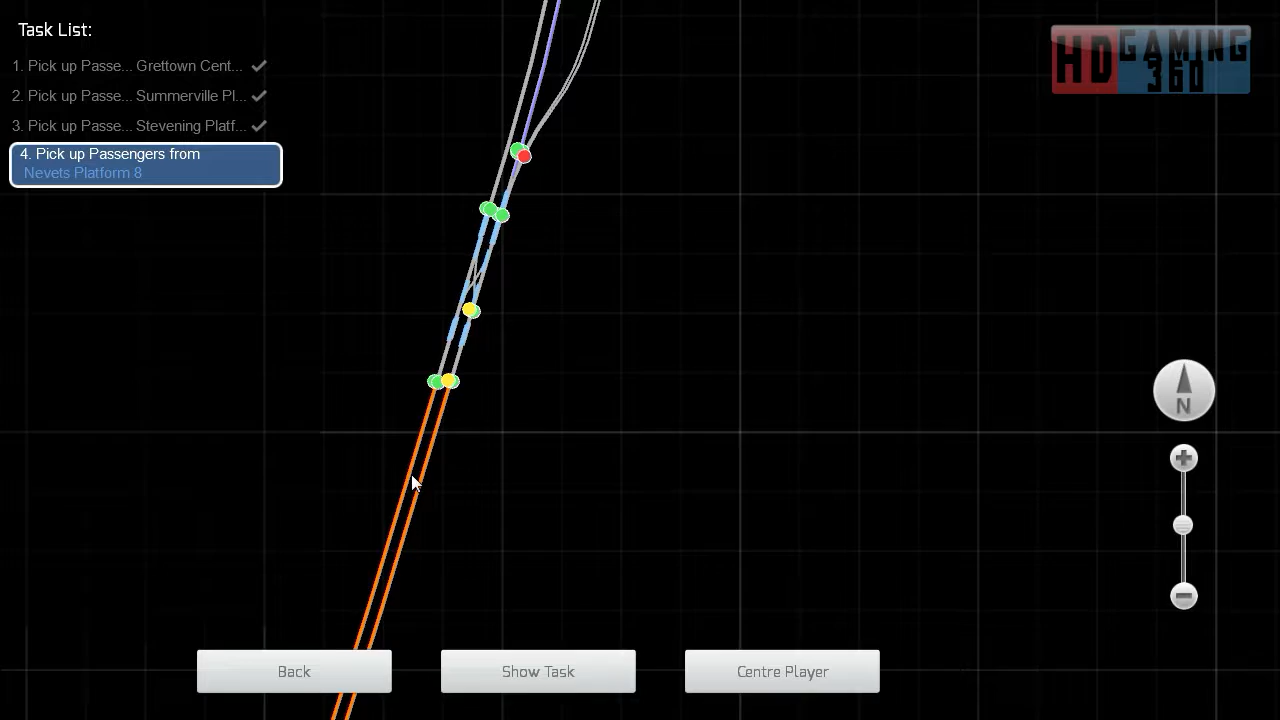 Task List:
1. Pick up Passe... Grettown Cent...
2. Pick up Passe... Summerville Pl...
3. Pick up Passe... Stevening Platf...
4. Pick up Passengers from
Nevets Platform 8
HD GAMING
360
N
Back
Show Task
Centre Player